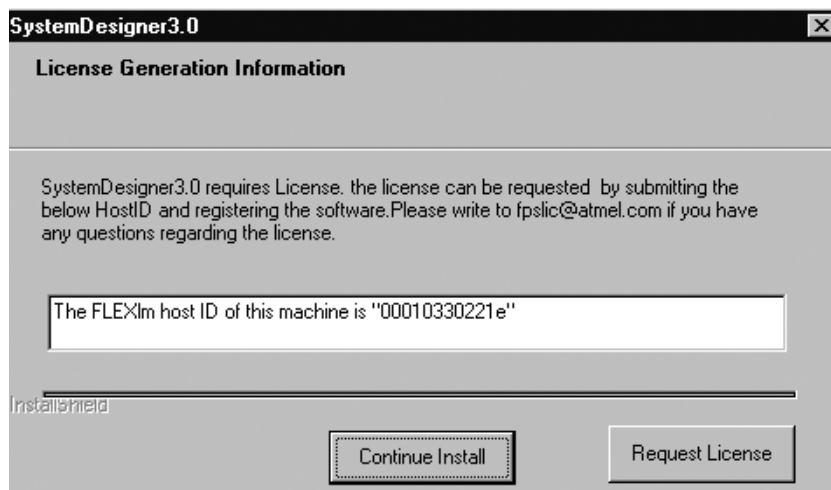 SystemDesigner3.0
License Generation Information
SystemDesigner3.0 requires License. the license can be requested by submitting the
below HostID and registering the software.Please write to fpslic@atmel.com if you have
any questions regarding the license.
The FLEXlm host ID of this machine is "00010330221e"
InstallShield
Continue Install
Request License